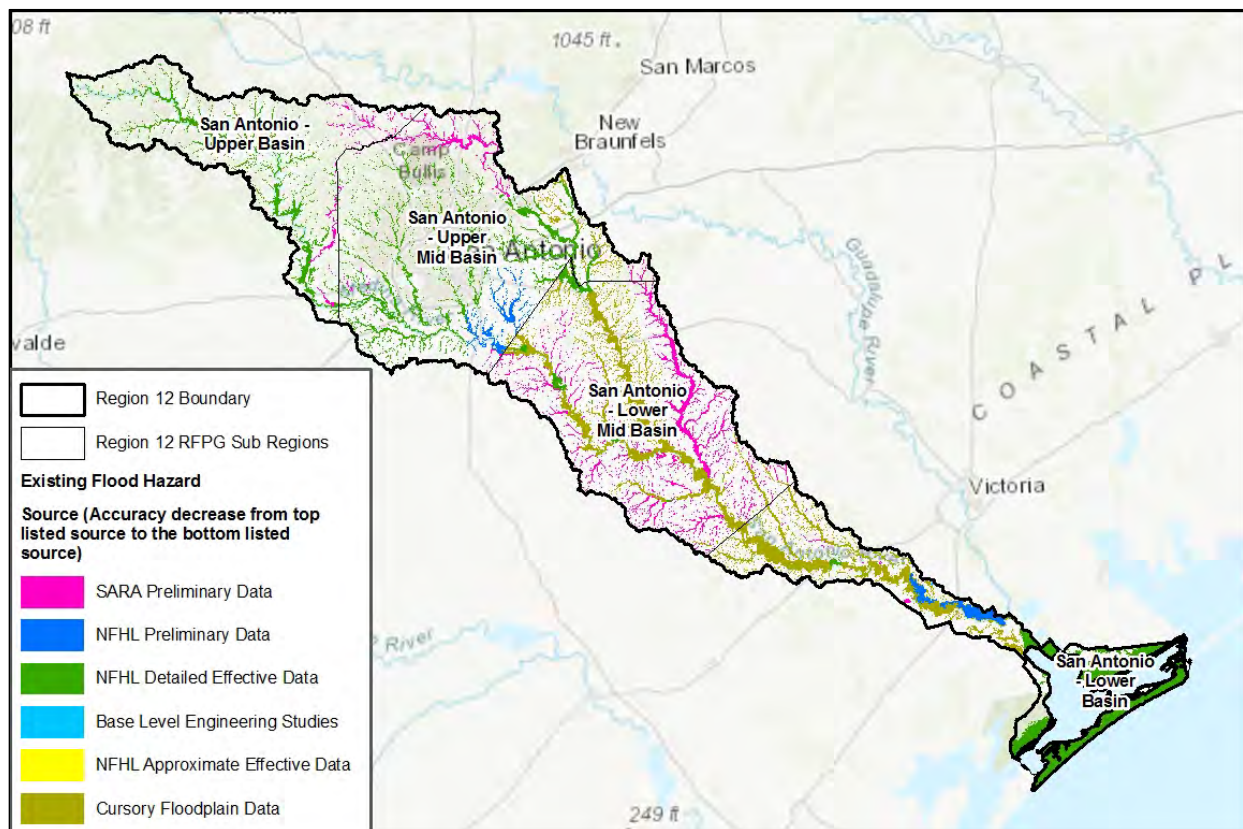 08 ft
1045 ft.
San Marcos
San Antonio -
Upper Basin
New
Braunfels
Camp
Bullis
San Antonio
- Upper
Mid Basin
Antonio
Guadalupe River
COASTAL PL
valde
San Antonio
- Lower
Mid Basin
Victoria
River
San Antonio
- Lower
Basin
249 ft
Region 12 Boundary
Region 12 RFPG Sub Regions
Existing Flood Hazard
Source (Accuracy decrease from top
listed source to the bottom listed
source)
SARA Preliminary Data
NFHL Preliminary Data
NFHL Detailed Effective Data
Base Level Engineering Studies
NFHL Approximate Effective Data
Cursory Floodplain Data